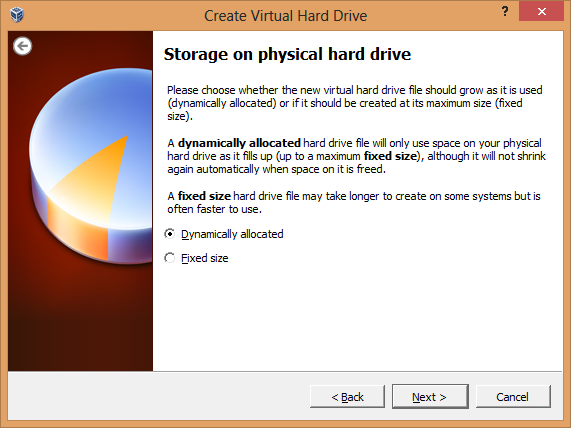 Create Virtual Hard Drive
?
Storage on physical hard drive
Please choose whether the new virtual hard drive file should grow as it is used
(dynamically allocated) or if it should be created at its maximum size (fixed
size).
A dynamically allocated hard drive file will only use space on your physical
hard drive as it fills up (up to a maximum fixed size), although it will not shrink
again automatically when space on it is freed.
A fixed size hard drive file may take longer to create on some systems but is
often faster to use.
Dynamically allocated
Fixed size
< Back
Next >
Cancel